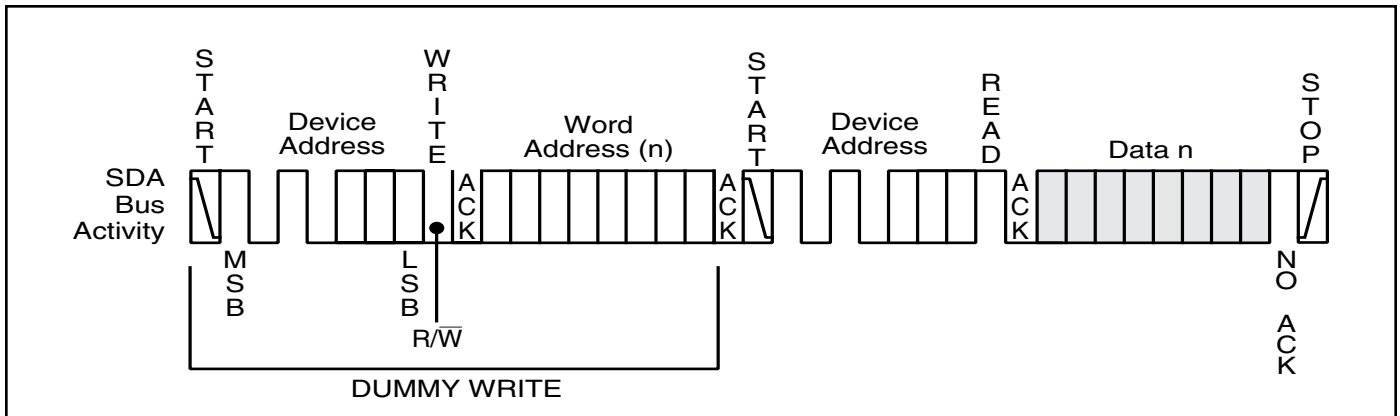 START
Device
Address
WRITE
Word
Address (n)
START
Device
Address
READ
Data n
STOP
SDA
Bus
Activity
ACK
ACK
ACK
MSB
LSB
R/W̅
NO ACK
DUMMY WRITE